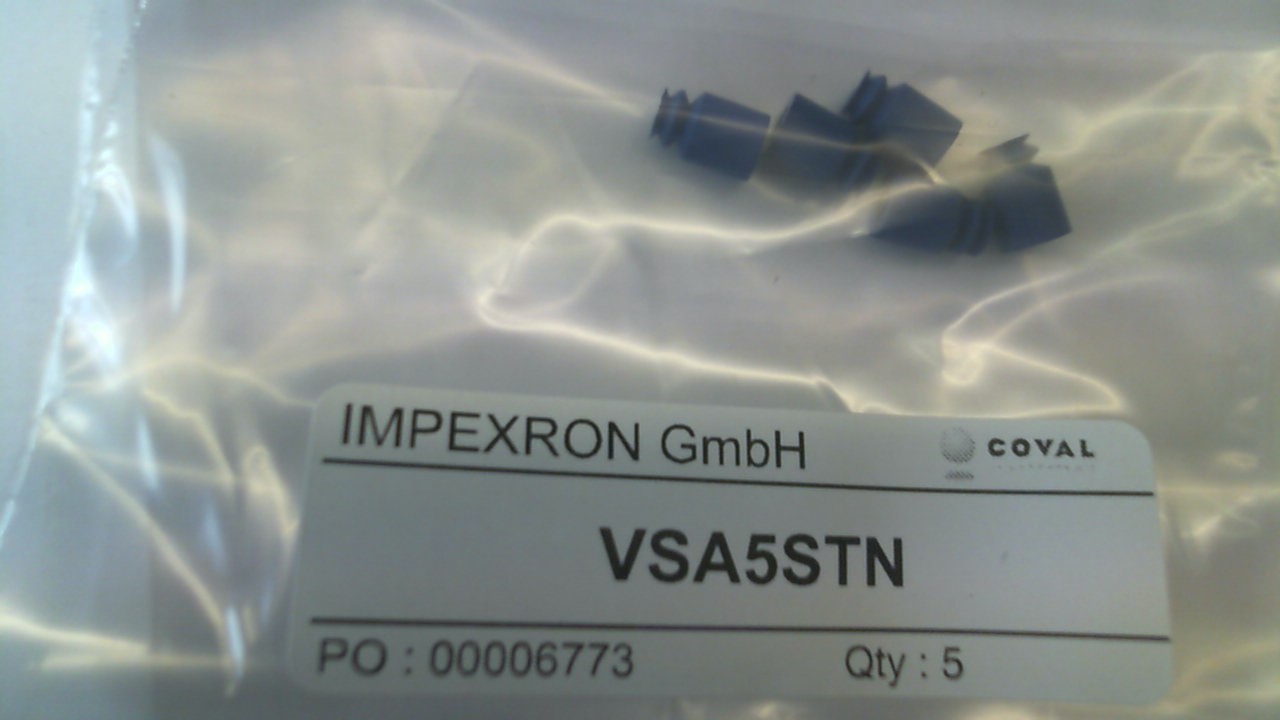 IMPEXRON GmbH
COVAL
VSA5STN
PO : 00006773
Qty : 5